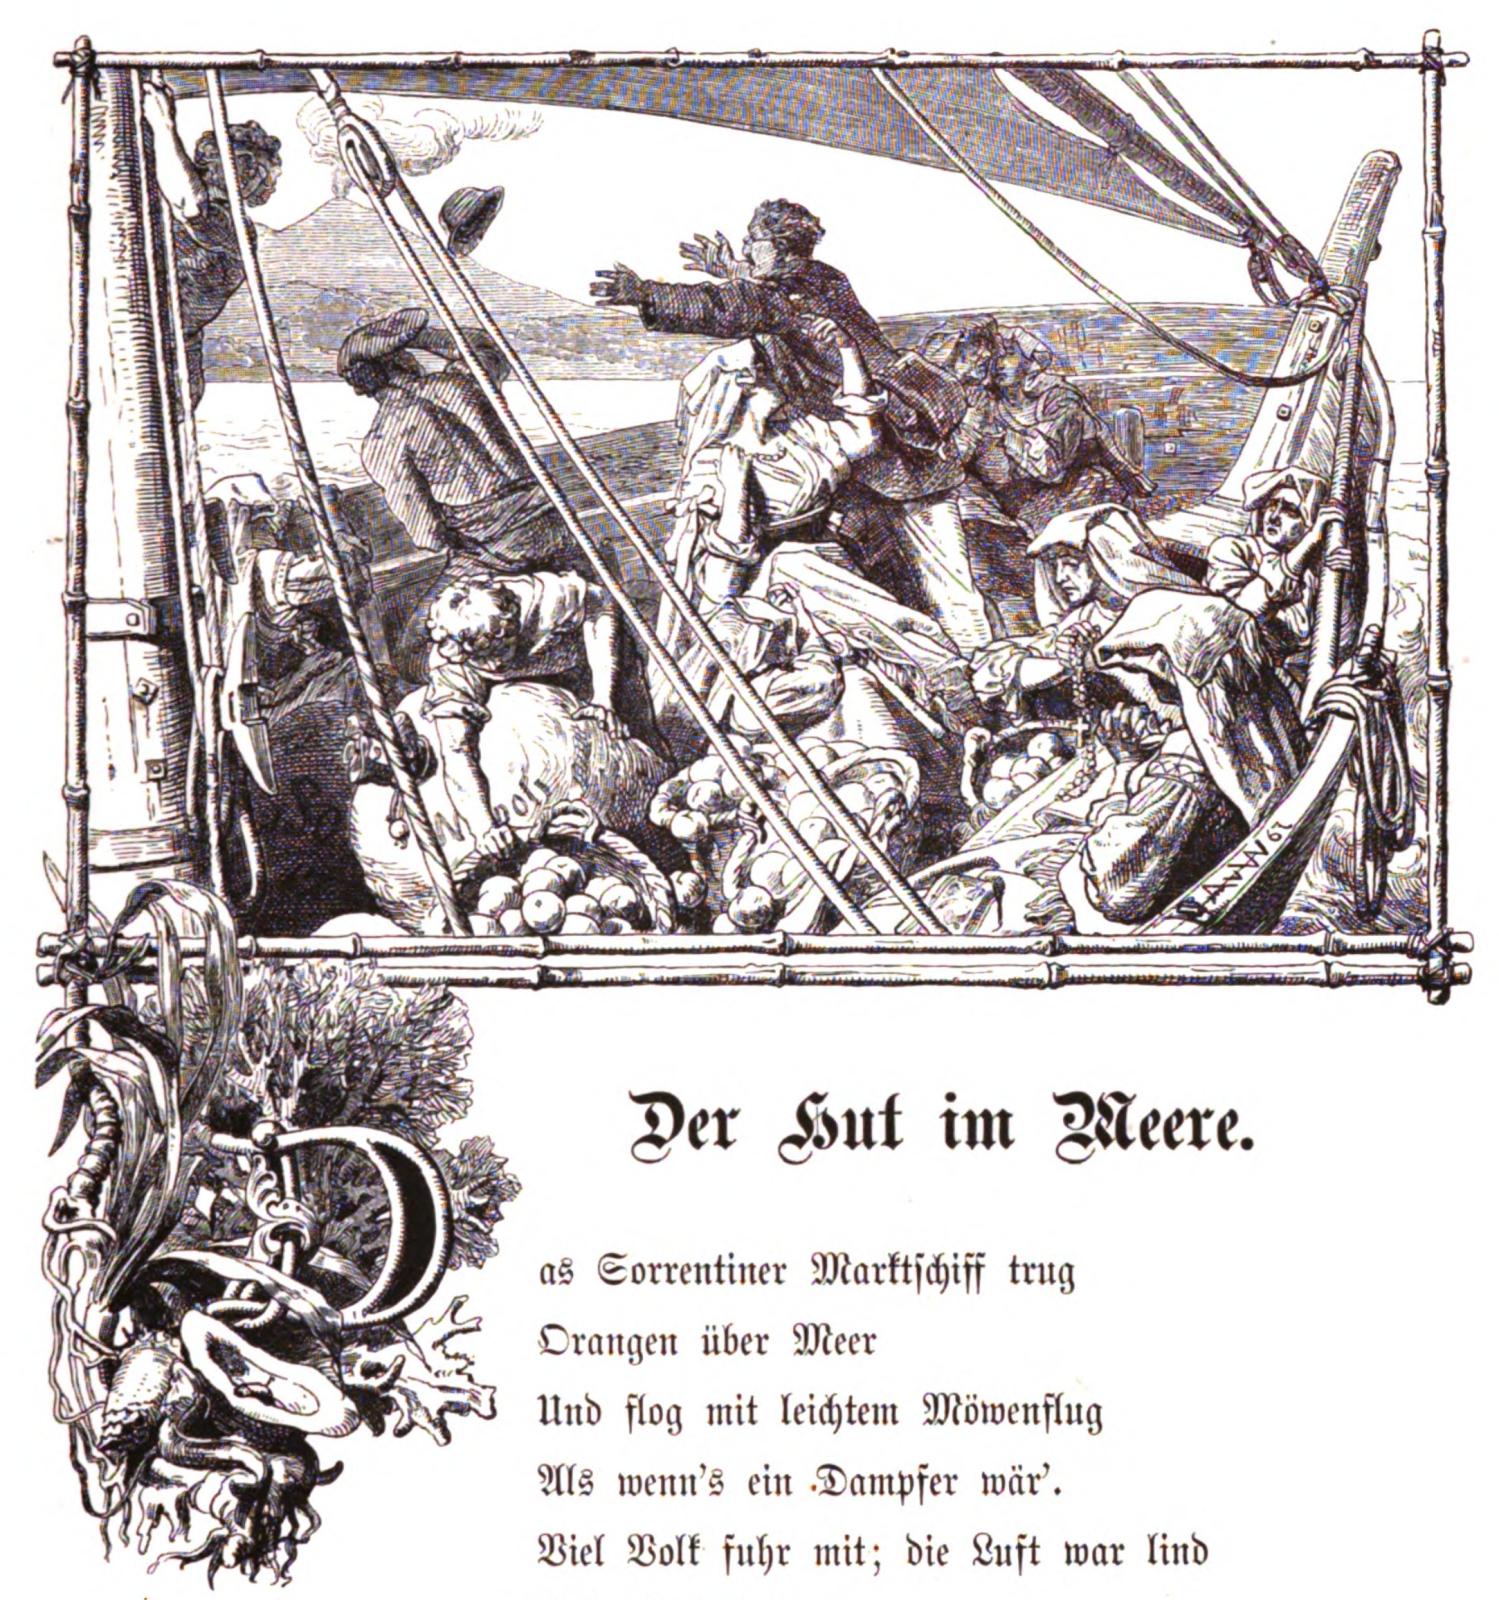 Der Hut im Meere.
Das Sorrentiner Marktschiff trug
Orangen über Meer
Und flog mit leichtem Möwenflug
Als wenn's ein Dampfer wär'.
Viel Volk fuhr mit; die Luft war lind